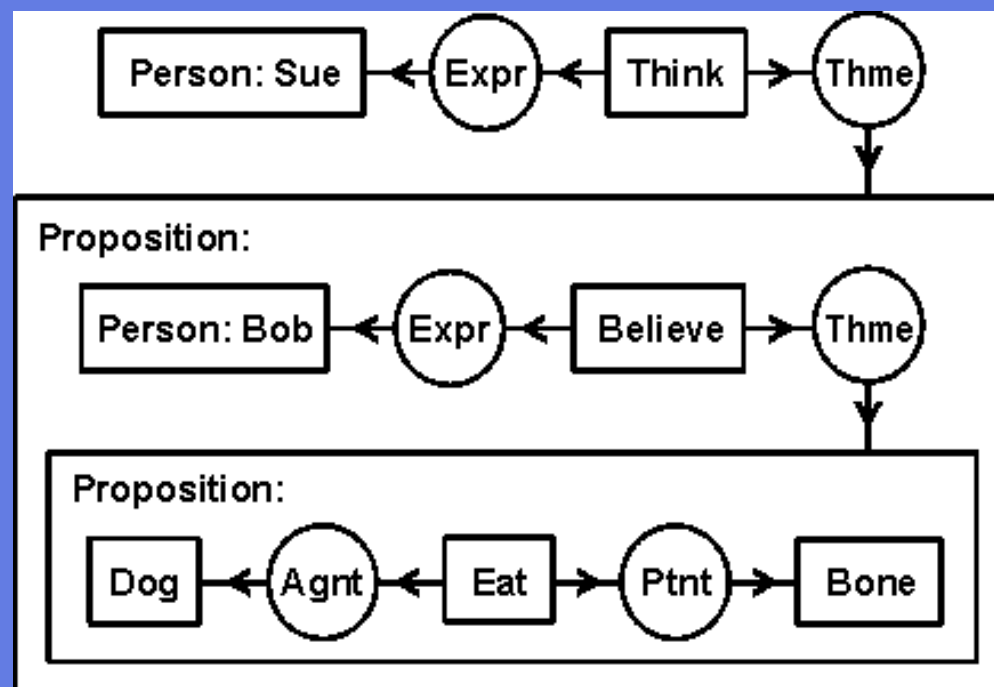 Person: Sue Expr Think Thme
Proposition:
Person: Bob Expr Believe Thme
Proposition:
Dog Agnt Eat Ptnt Bone